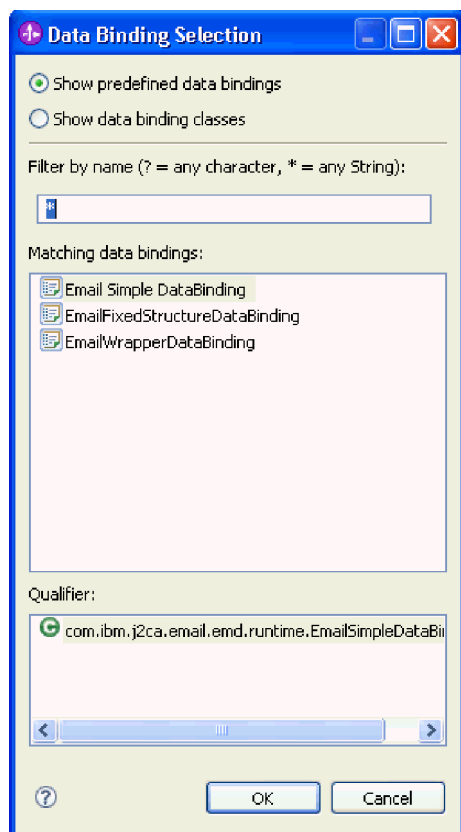 Data Binding Selection
Show predefined data bindings
Show data binding classes
Filter by name (? = any character, * = any String):
*
Matching data bindings:
Email Simple DataBinding
EmailFixedStructureDataBinding
EmailWrapperDataBinding
Qualifier:
com.ibm.j2ca.email.emd.runtime.EmailSimpleDataBi
OK Cancel